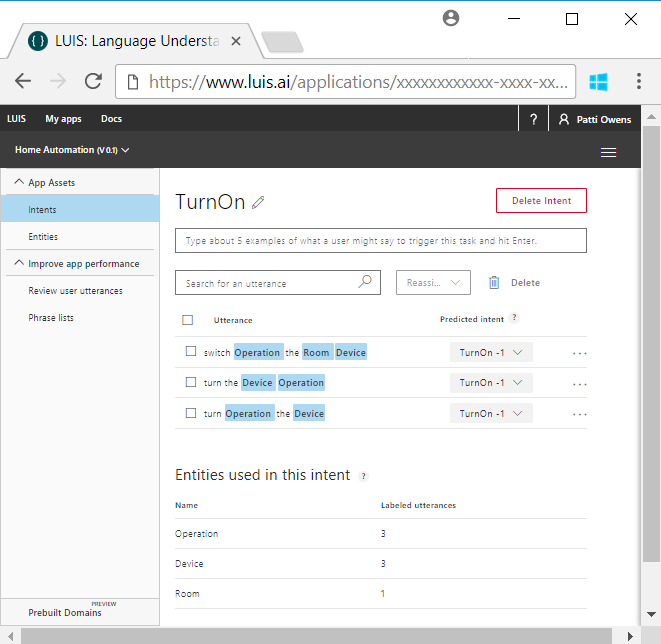 LUIS: Language Understa
https://www.luis.ai/applications/xxxxxxxxxxxx-xxxx-xx...
LUIS My apps Docs ? Patti Owens
Home Automation (V 0.1)
App Assets
Intents
Entities
Improve app performance
Review user utterances
Phrase lists
PREVIEW
Prebuilt Domains
TurnOn
Delete Intent
Type about 5 examples of what a user might say to trigger this task and hit Enter.
Search for an utterance
Reassi...
Delete
Utterance Predicted intent ?
switch Operation the Room Device TurnOn -1 ...
turn the Device Operation TurnOn -1 ...
turn Operation the Device TurnOn -1 ...
Entities used in this intent ?
Name Labeled utterances
Operation 3
Device 3
Room 1